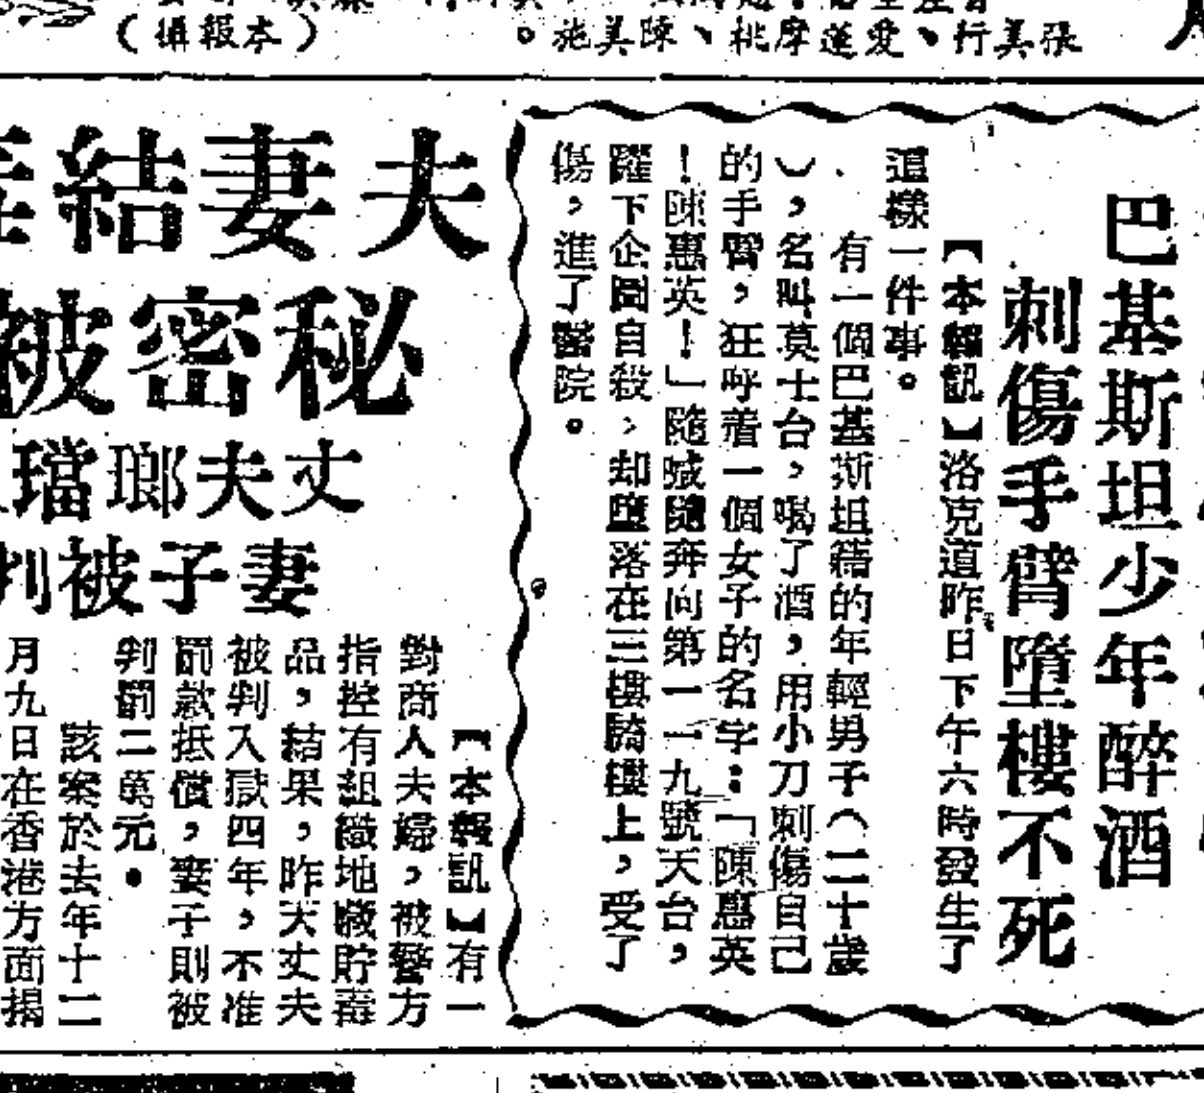 張美行、愛蓮摩桃、陳美施。
（本報攝）
巴基斯坦少年醉酒
刺傷手臂墮樓不死
【本報訊】洛克道昨日下午六時發生了
這樣一件事。
有一個巴基斯坦籍的年輕男子（二十歲
），名叫莫士台，喝了酒，用小刀刺傷自己
的手臂，狂呼着一個女子的名字：「陳惠英
！陳惠英！」隨喊隨奔向第一一九號天台，
躍下企圖自殺，却墮落在三樓騎樓上，受了
傷，進了醫院。
夫妻結
秘密被
丈夫瑯璫
妻子被判
【本報訊】有一
對商人夫婦，被警方
指控有組織地藏貯毒
品，結果，昨天丈夫
被判入獄四年，不准
罰款抵償，妻子則被
判罰二萬元。
該案於去年十二
月九日在香港方面揭